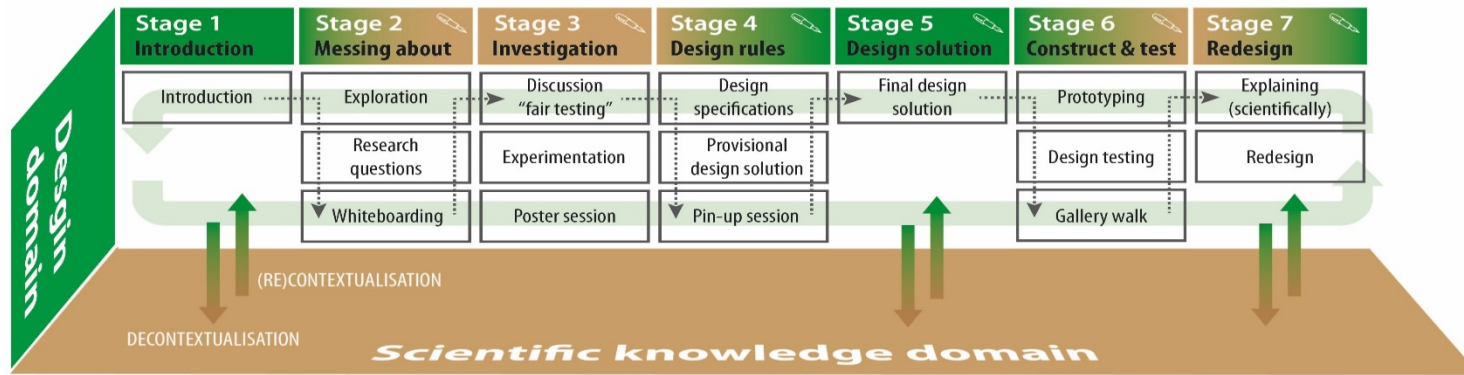 Stage 1
Introduction
Stage 2
Messing about
Stage 3
Investigation
Stage 4
Design rules
Stage 5
Design solution
Stage 6
Construct & test
Stage 7
Redesign
Introduction
Exploration
Research
questions
Whiteboarding
Discussion
“fair testing”
Experimentation
Poster session
Design
specifications
Provisional
design solution
Pin-up session
Final design
solution
Prototyping
Design testing
Gallery walk
Explaining
(scientifically)
Redesign
Desgin
domain
(RE)CONTEXTUALISATION
DECONTEXTUALISATION
Scientific knowledge domain